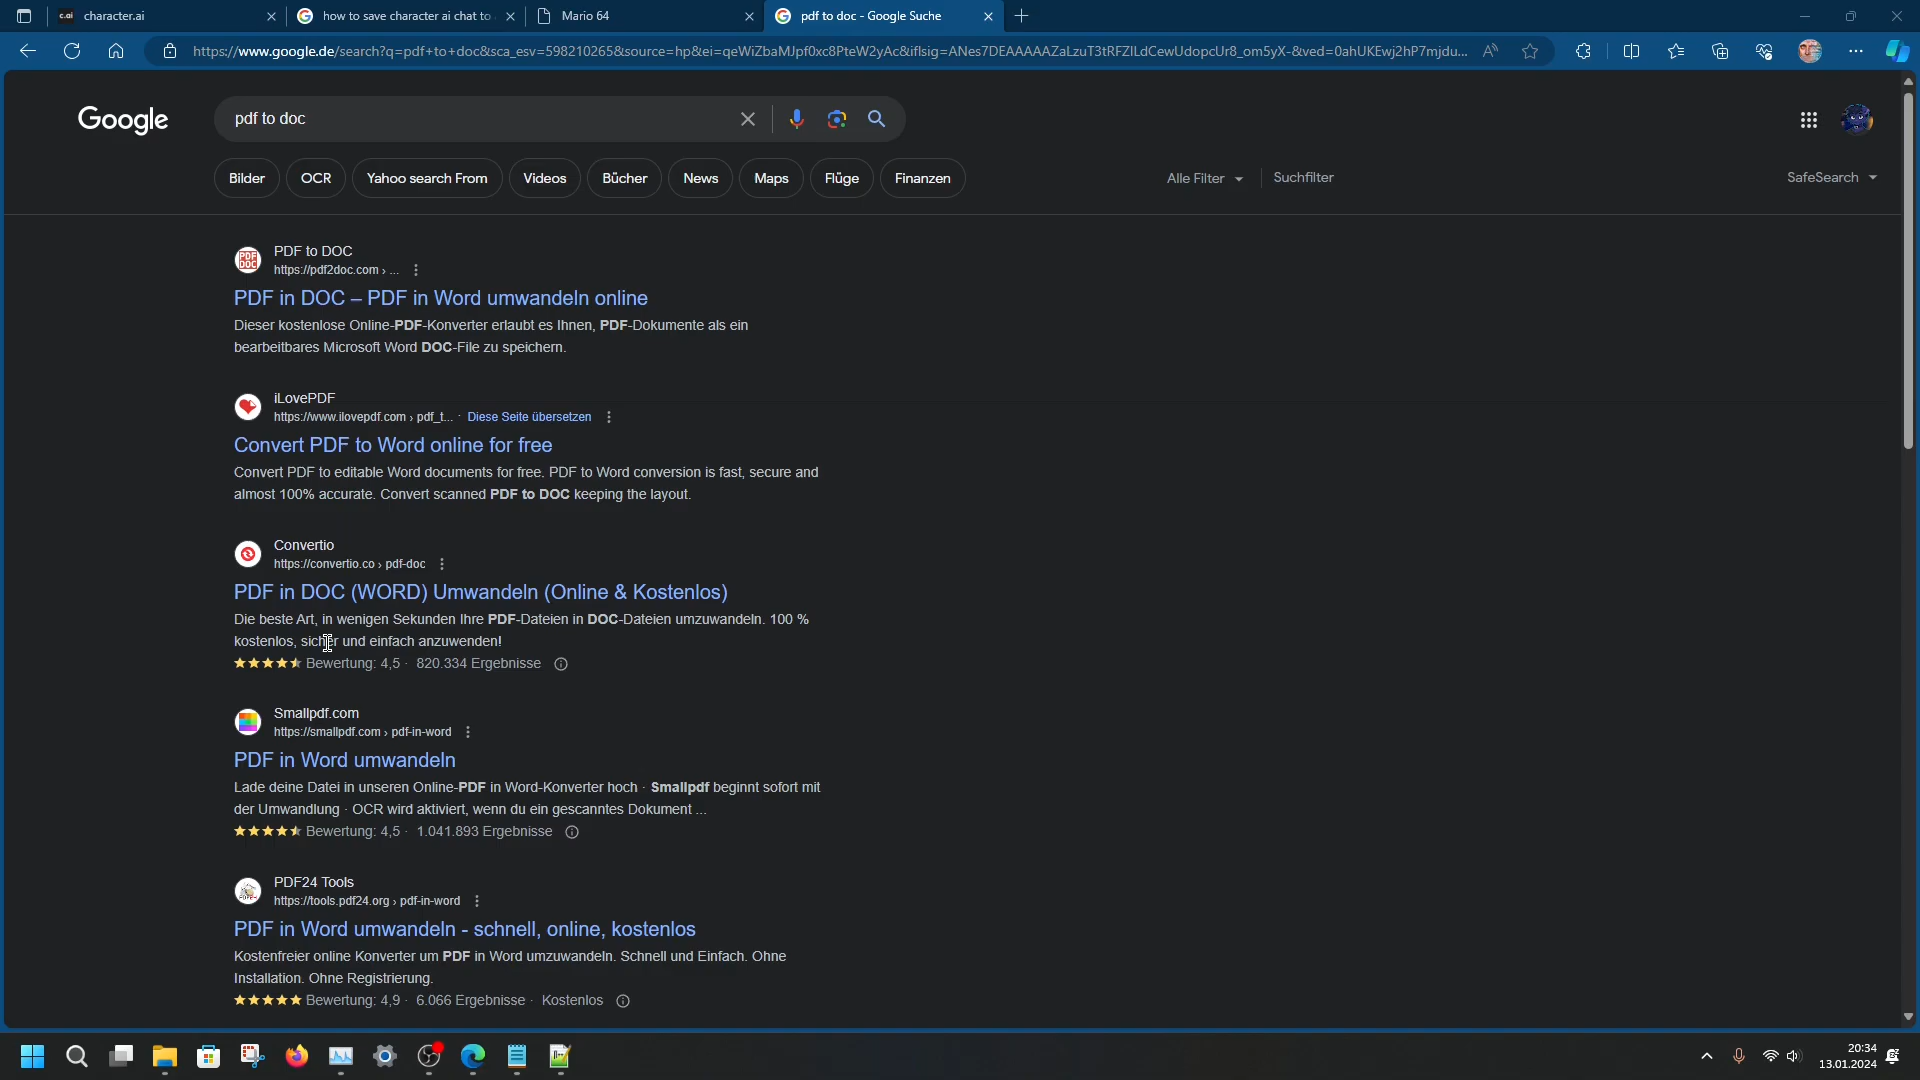 character.ai
how to save character ai chat to
Mario 64
pdf to doc - Google Suche
https://www.google.de/search?q=pdf+to+doc&sca_esv=598210265&source=hp&ei=qeWiZbaMJpf0xc8PteW2yAc&iflsig=ANes7DEAAAAAZaLzuT3tRFZILdCewUdopcUr8_om5yX-&ved=0ahUKEwj2hP7mjdu...
Google
pdf to doc
Bilder
OCR
Yahoo search From
Videos
Bücher
News
Maps
Flüge
Finanzen
Alle Filter
Suchfilter
SafeSearch
PDF to DOC
https://pdf2doc.com › ...
PDF in DOC – PDF in Word umwandeln online
Dieser kostenlose Online-PDF-Konverter erlaubt es Ihnen, PDF-Dokumente als ein
bearbeitbares Microsoft Word DOC-File zu speichern.
iLovePDF
https://www.ilovepdf.com › pdf_t... · Diese Seite übersetzen
Convert PDF to Word online for free
Convert PDF to editable Word documents for free. PDF to Word conversion is fast, secure and
almost 100% accurate. Convert scanned PDF to DOC keeping the layout.
Convertio
https://convertio.co › pdf-doc
PDF in DOC (WORD) Umwandeln (Online & Kostenlos)
Die beste Art, in wenigen Sekunden Ihre PDF-Dateien in DOC-Dateien umzuwandeln. 100 %
kostenlos, sicher und einfach anzuwenden!
Bewertung: 4,5 · 820.334 Ergebnisse
Smallpdf.com
https://smallpdf.com › pdf-in-word
PDF in Word umwandeln
Lade deine Datei in unseren Online-PDF in Word-Konverter hoch · Smallpdf beginnt sofort mit
der Umwandlung · OCR wird aktiviert, wenn du ein gescanntes Dokument ...
Bewertung: 4,5 · 1.041.893 Ergebnisse
PDF24 Tools
https://tools.pdf24.org › pdf-in-word
PDF in Word umwandeln - schnell, online, kostenlos
Kostenfreier online Konverter um PDF in Word umzuwandeln. Schnell und Einfach. Ohne
Installation. Ohne Registrierung.
Bewertung: 4,9 · 6.066 Ergebnisse · Kostenlos
20:34
13.01.2024